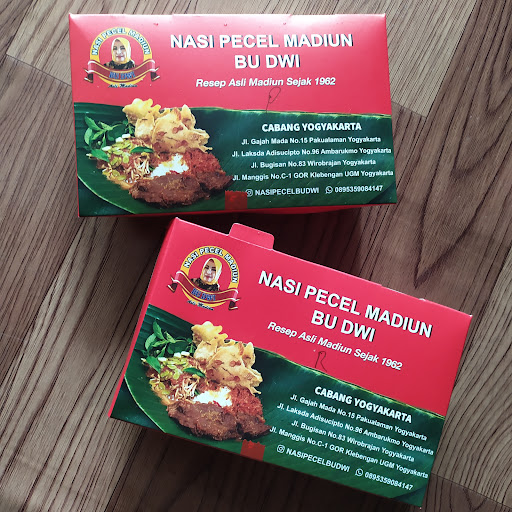 NASI PECEL MADIUN
NASI PECEL MADIUN
BU DWI
Resep Asli Madiun Sejak 1962
P
CABANG YOGYAKARTA
Jl. Gajah Mada No.15 Pakualaman Yogyakarta
Jl. Laksda Adisucipto No.96 Ambarukmo Yogyakarta
Jl. Bugisan No.83 Wirobrajan Yogyakarta
Jl. Manggis No.C-1 GOR Klebengan UGM Yogyakarta
NASIPECELBUDWI 0895359084147
NASI PECEL MADIUN
NASI PECEL MADIUN
BU DWI
Resep Asli Madiun Sejak 1962
R
CABANG YOGYAKARTA
Jl. Gajah Mada No.15 Pakualaman Yogyakarta
Jl. Laksda Adisucipto No.96 Ambarukmo Yogyakarta
Jl. Bugisan No.83 Wirobrajan Yogyakarta
Jl. Manggis No.C-1 GOR Klebengan UGM Yogyakarta
NASIPECELBUDWI 0895359084147